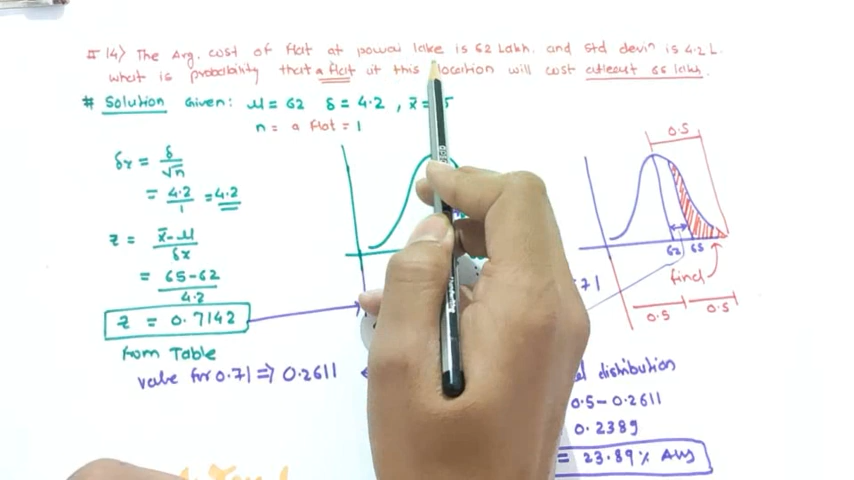 # 14) The Avg. cost of flat at powai lake is 62 Lakh. and std devin is 4.2 L.
what is probability that a flat at this location will cost atleast 65 lakh.
# Solution Given: μ = 62 δ = 4.2 , x̄ = 5
n = a flat = 1
δx = δ/√n
= 4.2/1 = 4.2
z = x̄-μ/δx
= 65-62/4.2
z = 0.7142
from Table
value for 0.71 => 0.2611
0.5
62 65
find
0.5 0.5
71
distribution
0.5-0.2611
0.2389
= 23.89% Ans